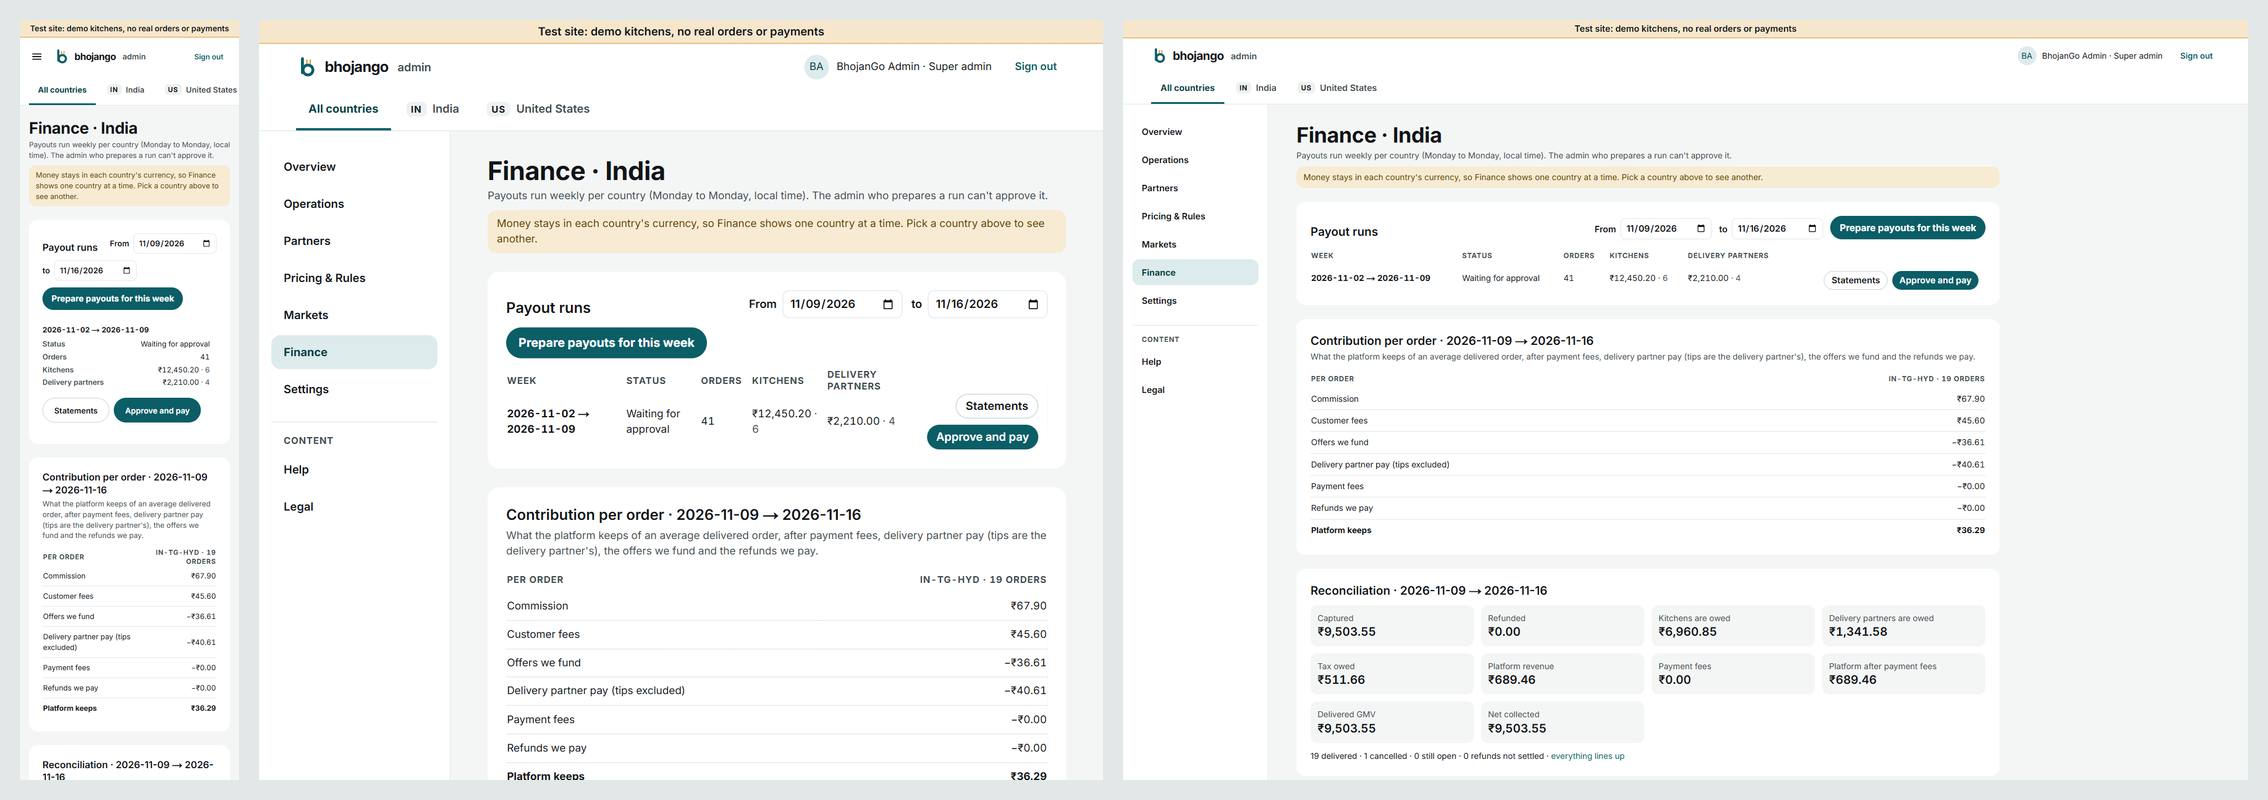 Test site: demo kitchens, no real orders or payments
bhojango admin
Sign out
All countries
IN India
US United States
Finance · India
Payouts run weekly per country (Monday to Monday, local
time). The admin who prepares a run can't approve it.
Money stays in each country's currency, so Finance
shows one country at a time. Pick a country above to
see another.
Payout runs
From 11/09/2026
to 11/16/2026
Prepare payouts for this week
2026-11-02 → 2026-11-09
Status Waiting for approval
Orders 41
Kitchens ₹12,450.20 · 6
Delivery partners ₹2,210.00 · 4
Statements
Approve and pay
Contribution per order · 2026-11-09
→ 2026-11-16
What the platform keeps of an average delivered
order, after payment fees, delivery partner pay
(tips are the delivery partner's), the offers we
fund and the refunds we pay.
PER ORDER IN-TG-HYD · 19
ORDERS
Commission ₹67.90
Customer fees ₹45.60
Offers we fund −₹36.61
Delivery partner pay (tips
excluded) −₹40.61
Payment fees −₹0.00
Refunds we pay −₹0.00
Platform keeps ₹36.29
Reconciliation · 2026-11-09 → 2026-
11-16
Test site: demo kitchens, no real orders or payments
bhojango admin
BA BhojanGo Admin · Super admin
Sign out
All countries
IN India
US United States
Overview
Operations
Partners
Pricing & Rules
Markets
Finance
Settings
CONTENT
Help
Legal
Finance · India
Payouts run weekly per country (Monday to Monday, local time). The admin who prepares a run can't approve it.
Money stays in each country's currency, so Finance shows one country at a time. Pick a country above to see
another.
Payout runs
From 11/09/2026 to 11/16/2026
Prepare payouts for this week
WEEK STATUS ORDERS KITCHENS DELIVERY
PARTNERS
2026-11-02 →
2026-11-09
Waiting for
approval
41
₹12,450.20 ·
6
₹2,210.00 · 4
Statements
Approve and pay
Contribution per order · 2026-11-09 → 2026-11-16
What the platform keeps of an average delivered order, after payment fees, delivery partner pay (tips are the
delivery partner's), the offers we fund and the refunds we pay.
PER ORDER IN-TG-HYD · 19 ORDERS
Commission ₹67.90
Customer fees ₹45.60
Offers we fund −₹36.61
Delivery partner pay (tips excluded) −₹40.61
Payment fees −₹0.00
Refunds we pay −₹0.00
Platform keeps ₹36.29
Test site: demo kitchens, no real orders or payments
bhojango admin
BA BhojanGo Admin · Super admin
Sign out
All countries
IN India
US United States
Overview
Operations
Partners
Pricing & Rules
Markets
Finance
Settings
CONTENT
Help
Legal
Finance · India
Payouts run weekly per country (Monday to Monday, local time). The admin who prepares a run can't approve it.
Money stays in each country's currency, so Finance shows one country at a time. Pick a country above to see another.
Payout runs
From 11/09/2026 to 11/16/2026
Prepare payouts for this week
WEEK STATUS ORDERS KITCHENS DELIVERY PARTNERS
2026-11-02 → 2026-11-09 Waiting for approval 41 ₹12,450.20 · 6 ₹2,210.00 · 4 Statements Approve and pay
Contribution per order · 2026-11-09 → 2026-11-16
What the platform keeps of an average delivered order, after payment fees, delivery partner pay (tips are the delivery partner's), the offers we fund and the refunds we pay.
PER ORDER IN-TG-HYD · 19 ORDERS
Commission ₹67.90
Customer fees ₹45.60
Offers we fund −₹36.61
Delivery partner pay (tips excluded) −₹40.61
Payment fees −₹0.00
Refunds we pay −₹0.00
Platform keeps ₹36.29
Reconciliation · 2026-11-09 → 2026-11-16
Captured Refunded Kitchens are owed Delivery partners are owed
₹9,503.55 ₹0.00 ₹6,960.85 ₹1,341.58
Tax owed Platform revenue Payment fees Platform after payment fees
₹511.66 ₹689.46 ₹0.00 ₹689.46
Delivered GMV Net collected
₹9,503.55 ₹9,503.55
19 delivered · 1 cancelled · 0 still open · 0 refunds not settled · everything lines up